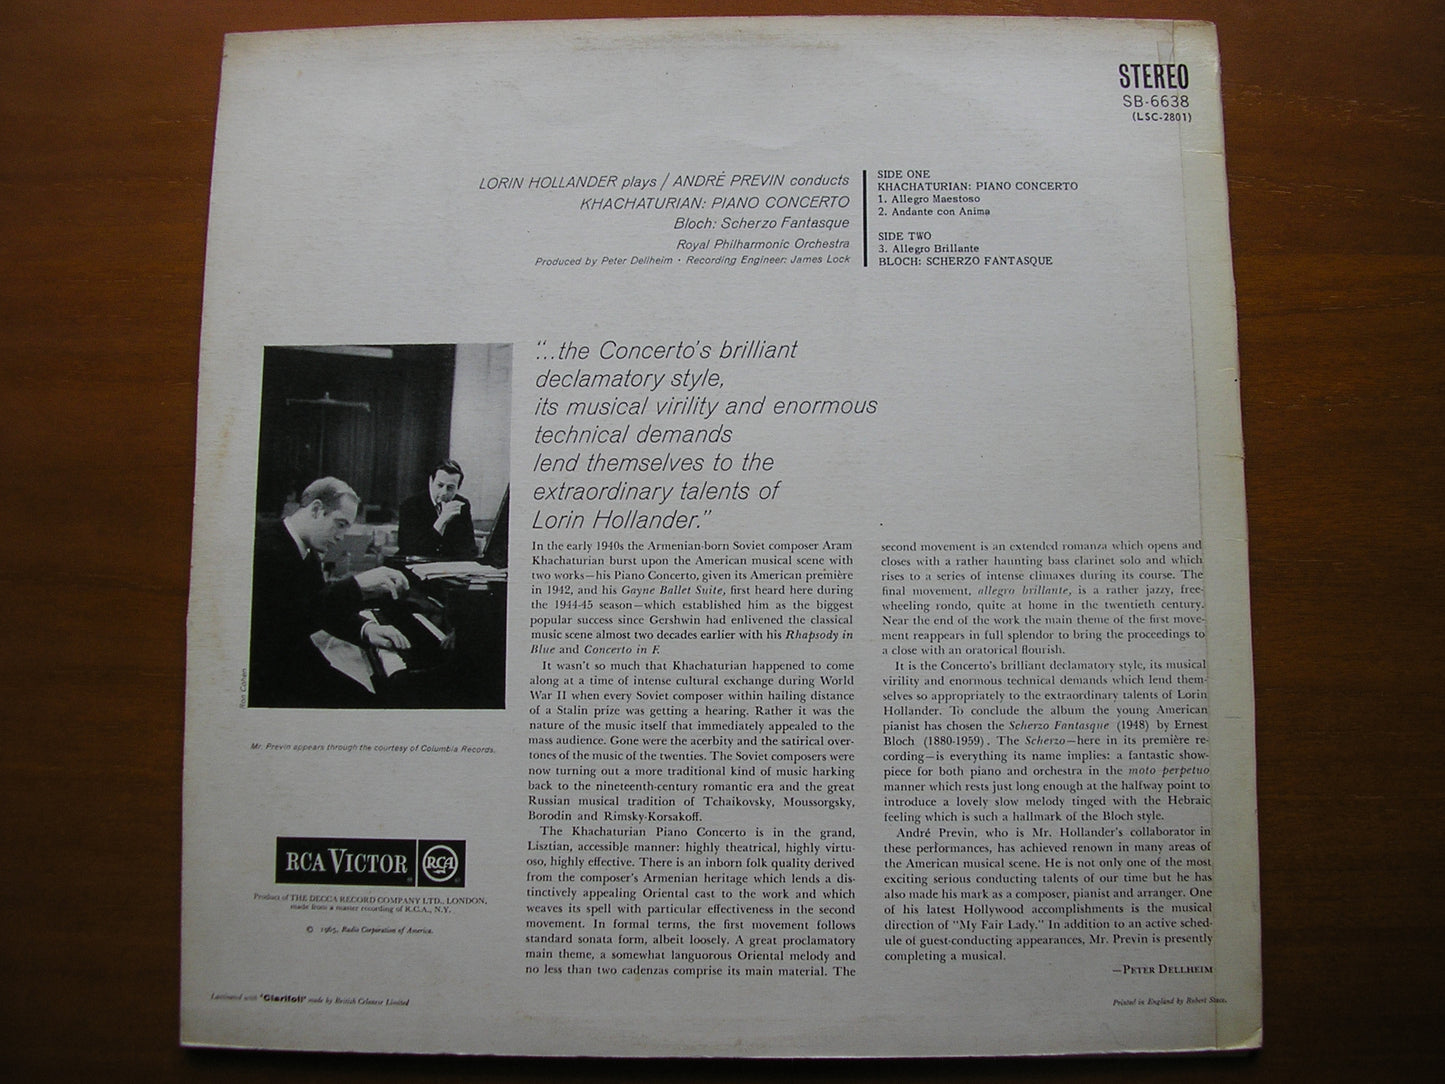 STEREO
SB-6638
(LSC-2801)
LORIN HOLLANDER plays / ANDRÉ PREVIN conducts
KHACHATURIAN: PIANO CONCERTO
Bloch: Scherzo Fantasque
Royal Philharmonic Orchestra
Produced by Peter Dellheim • Recording Engineer: James Lock
SIDE ONE
KHACHATURIAN: PIANO CONCERTO
1. Allegro Maestoso
2. Andante con Anima
SIDE TWO
3. Allegro Brillante
BLOCH: SCHERZO FANTASQUE
"...the Concerto's brilliant
declamatory style,
its musical virility and enormous
technical demands
lend themselves to the
extraordinary talents of
Lorin Hollander."
Ron Cohen
Mr. Previn appears through the courtesy of Columbia Records.
In the early 1940s the Armenian-born Soviet composer Aram
Khachaturian burst upon the American musical scene with
two works—his Piano Concerto, given its American première
in 1942, and his Gayne Ballet Suite, first heard here during
the 1944-45 season—which established him as the biggest
popular success since Gershwin had enlivened the classical
music scene almost two decades earlier with his Rhapsody in
Blue and Concerto in F.
It wasn't so much that Khachaturian happened to come
along at a time of intense cultural exchange during World
War II when every Soviet composer within hailing distance
of a Stalin prize was getting a hearing. Rather it was the
nature of the music itself that immediately appealed to the
mass audience. Gone were the acerbity and the satirical over-
tones of the music of the twenties. The Soviet composers were
now turning out a more traditional kind of music harking
back to the nineteenth-century romantic era and the great
Russian musical tradition of Tchaikovsky, Moussorgsky,
Borodin and Rimsky-Korsakoff.
The Khachaturian Piano Concerto is in the grand,
Lisztian, accessible manner: highly theatrical, highly virtu-
oso, highly effective. There is an inborn folk quality derived
from the composer's Armenian heritage which lends a dis-
tinctively appealing Oriental cast to the work and which
weaves its spell with particular effectiveness in the second
movement. In formal terms, the first movement follows
standard sonata form, albeit loosely. A great proclamatory
main theme, a somewhat languorous Oriental melody and
no less than two cadenzas comprise its main material. The
second movement is an extended romanza which opens and
closes with a rather haunting bass clarinet solo and which
rises to a series of intense climaxes during its course. The
final movement, allegro brillante, is a rather jazzy, free-
wheeling rondo, quite at home in the twentieth century.
Near the end of the work the main theme of the first move-
ment reappears in full splendor to bring the proceedings to
a close with an oratorical flourish.
It is the Concerto's brilliant declamatory style, its musical
virility and enormous technical demands which lend them-
selves so appropriately to the extraordinary talents of Lorin
Hollander. To conclude the album the young American
pianist has chosen the Scherzo Fantasque (1948) by Ernest
Bloch (1880-1959). The Scherzo—here in its première re-
cording—is everything its name implies: a fantastic show-
piece for both piano and orchestra in the moto perpetuo
manner which rests just long enough at the halfway point to
introduce a lovely slow melody tinged with the Hebraic
feeling which is such a hallmark of the Bloch style.
André Previn, who is Mr. Hollander's collaborator in
these performances, has achieved renown in many areas of
the American musical scene. He is not only one of the most
exciting serious conducting talents of our time but he has
also made his mark as a composer, pianist and arranger. One
of his latest Hollywood accomplishments is the musical
direction of "My Fair Lady." In addition to an active sched-
ule of guest-conducting appearances, Mr. Previn is presently
completing a musical.
—PETER DELLHEIM
RCA VICTOR
RCA
Product of THE DECCA RECORD COMPANY LTD., LONDON,
made from a master recording of R.C.A., N.Y.
© 1965, Radio Corporation of America.
Laminated with 'Clarifoil' made by British Celanese Limited
Printed in England by Robert Stace.